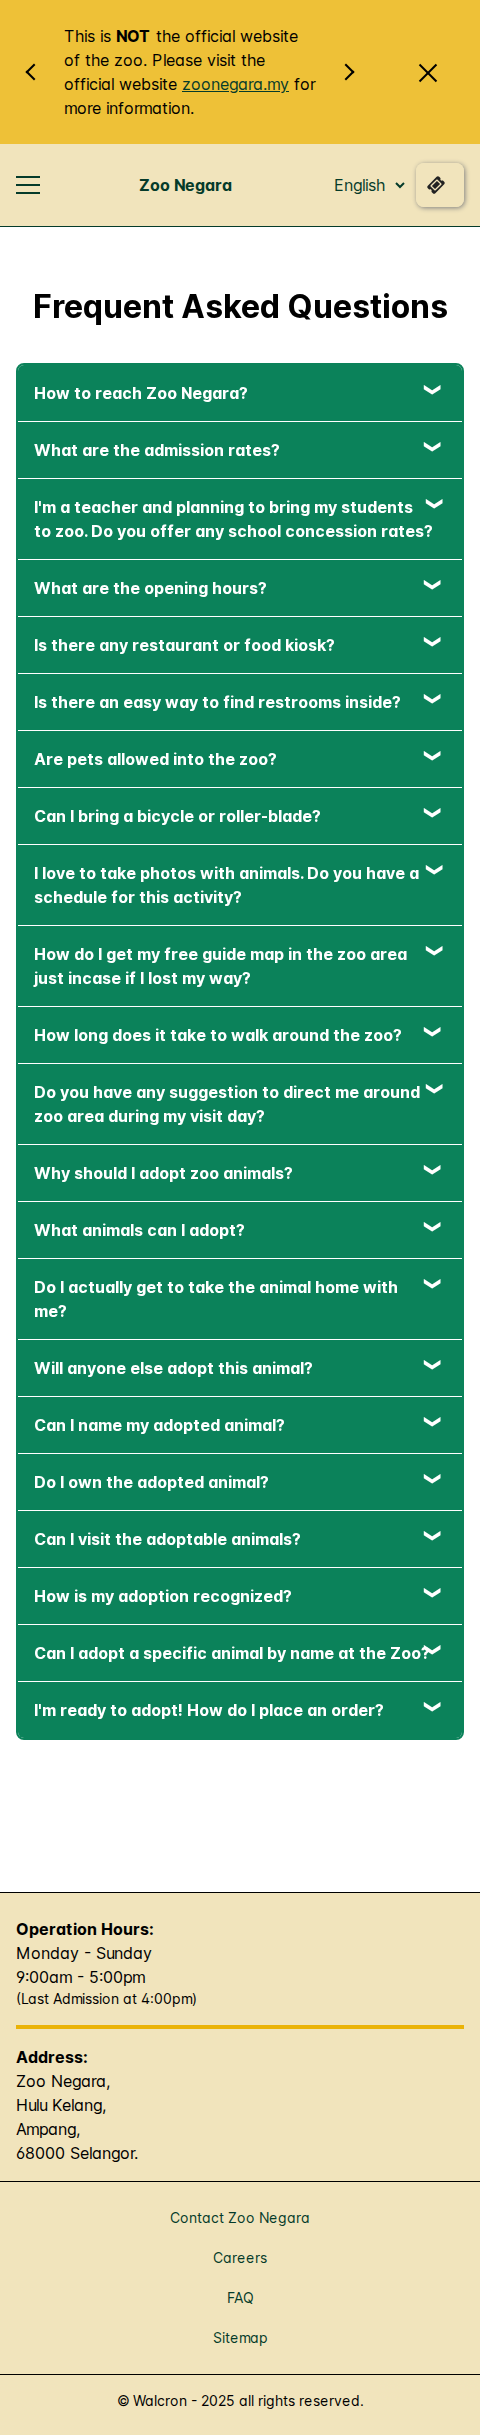 This is NOT the official website
of the zoo. Please visit the
official website zoonegara.my for
more information.
Zoo Negara
English
Frequent Asked Questions
How to reach Zoo Negara?
What are the admission rates?
I'm a teacher and planning to bring my students
to zoo. Do you offer any school concession rates?
What are the opening hours?
Is there any restaurant or food kiosk?
Is there an easy way to find restrooms inside?
Are pets allowed into the zoo?
Can I bring a bicycle or roller-blade?
I love to take photos with animals. Do you have a
schedule for this activity?
How do I get my free guide map in the zoo area
just incase if I lost my way?
How long does it take to walk around the zoo?
Do you have any suggestion to direct me around
zoo area during my visit day?
Why should I adopt zoo animals?
What animals can I adopt?
Do I actually get to take the animal home with
me?
Will anyone else adopt this animal?
Can I name my adopted animal?
Do I own the adopted animal?
Can I visit the adoptable animals?
How is my adoption recognized?
Can I adopt a specific animal by name at the Zoo?
I'm ready to adopt! How do I place an order?
Operation Hours:
Monday - Sunday
9:00am - 5:00pm
(Last Admission at 4:00pm)
Address:
Zoo Negara,
Hulu Kelang,
Ampang,
68000 Selangor.
Contact Zoo Negara
Careers
FAQ
Sitemap
© Walcron - 2025 all rights reserved.